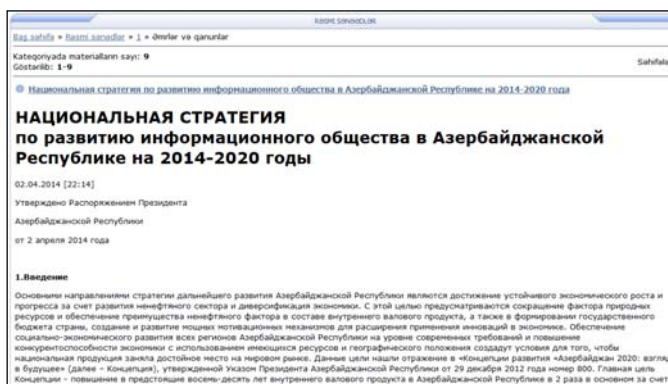 RƏSMİ SƏNƏDLƏR
Baş səhifə » Rəsmi sənədlər » 1 » Əmrlər və qanunlar
Kateqoriyada materialların sayı: 9
Göstərilib: 1-9
Səhifələ
Национальная стратегия по развитию информационного общества в Азербайджанской Республике на 2014-2020 года
НАЦИОНАЛЬНАЯ СТРАТЕГИЯ
по развитию информационного общества в Азербайджанской
Республике на 2014-2020 годы
02.04.2014 [22:14]
Утверждено Распоряжением Президента
Азербайджанской Республики
от 2 апреля 2014 года
1.Введение
Основными направлениями стратегии дальнейшего развития Азербайджанской Республики являются достижение устойчивого экономического роста и
прогресса за счет развития ненефтяного сектора и диверсификация экономики. С этой целью предусматриваются сокращение фактора природных
ресурсов и обеспечение преимущества ненефтяного фактора в составе внутреннего валового продукта, а также в формировании государственного
бюджета страны, создание и развитие мощных мотивационных механизмов для расширения применения инноваций в экономике. Обеспечение
социально-экономического развития всех регионов Азербайджанской Республики на уровне современных требований и повышение
конкурентоспособности экономики с использованием имеющихся ресурсов и географического положения создадут условия для того, чтобы
национальная продукция заняла достойное место на мировом рынке. Данные цели нашли отражение в «Концепции развития «Азербайджан 2020: взгляд
в будущее» (далее – Концепция), утвержденной Указом Президента Азербайджанской Республики от 29 декабря 2012 года номер 800. Главная цель
Концепции – повышение в предстоящие восемь-десять лет внутреннего валового продукта в Азербайджанской Республике в 2 раза в основном за счет